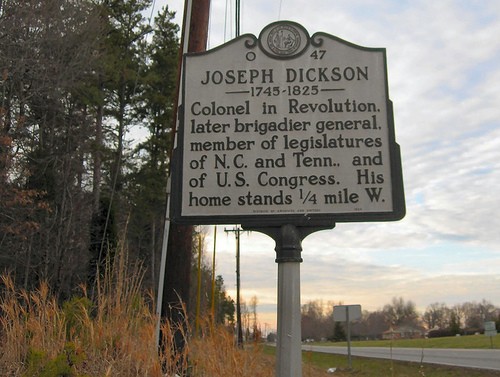 O 47
JOSEPH DICKSON
1745-1825
Colonel in Revolution,
later brigadier general,
member of legislatures
of N.C. and Tenn., and
of U.S. Congress. His
home stands 1/4 mile W.